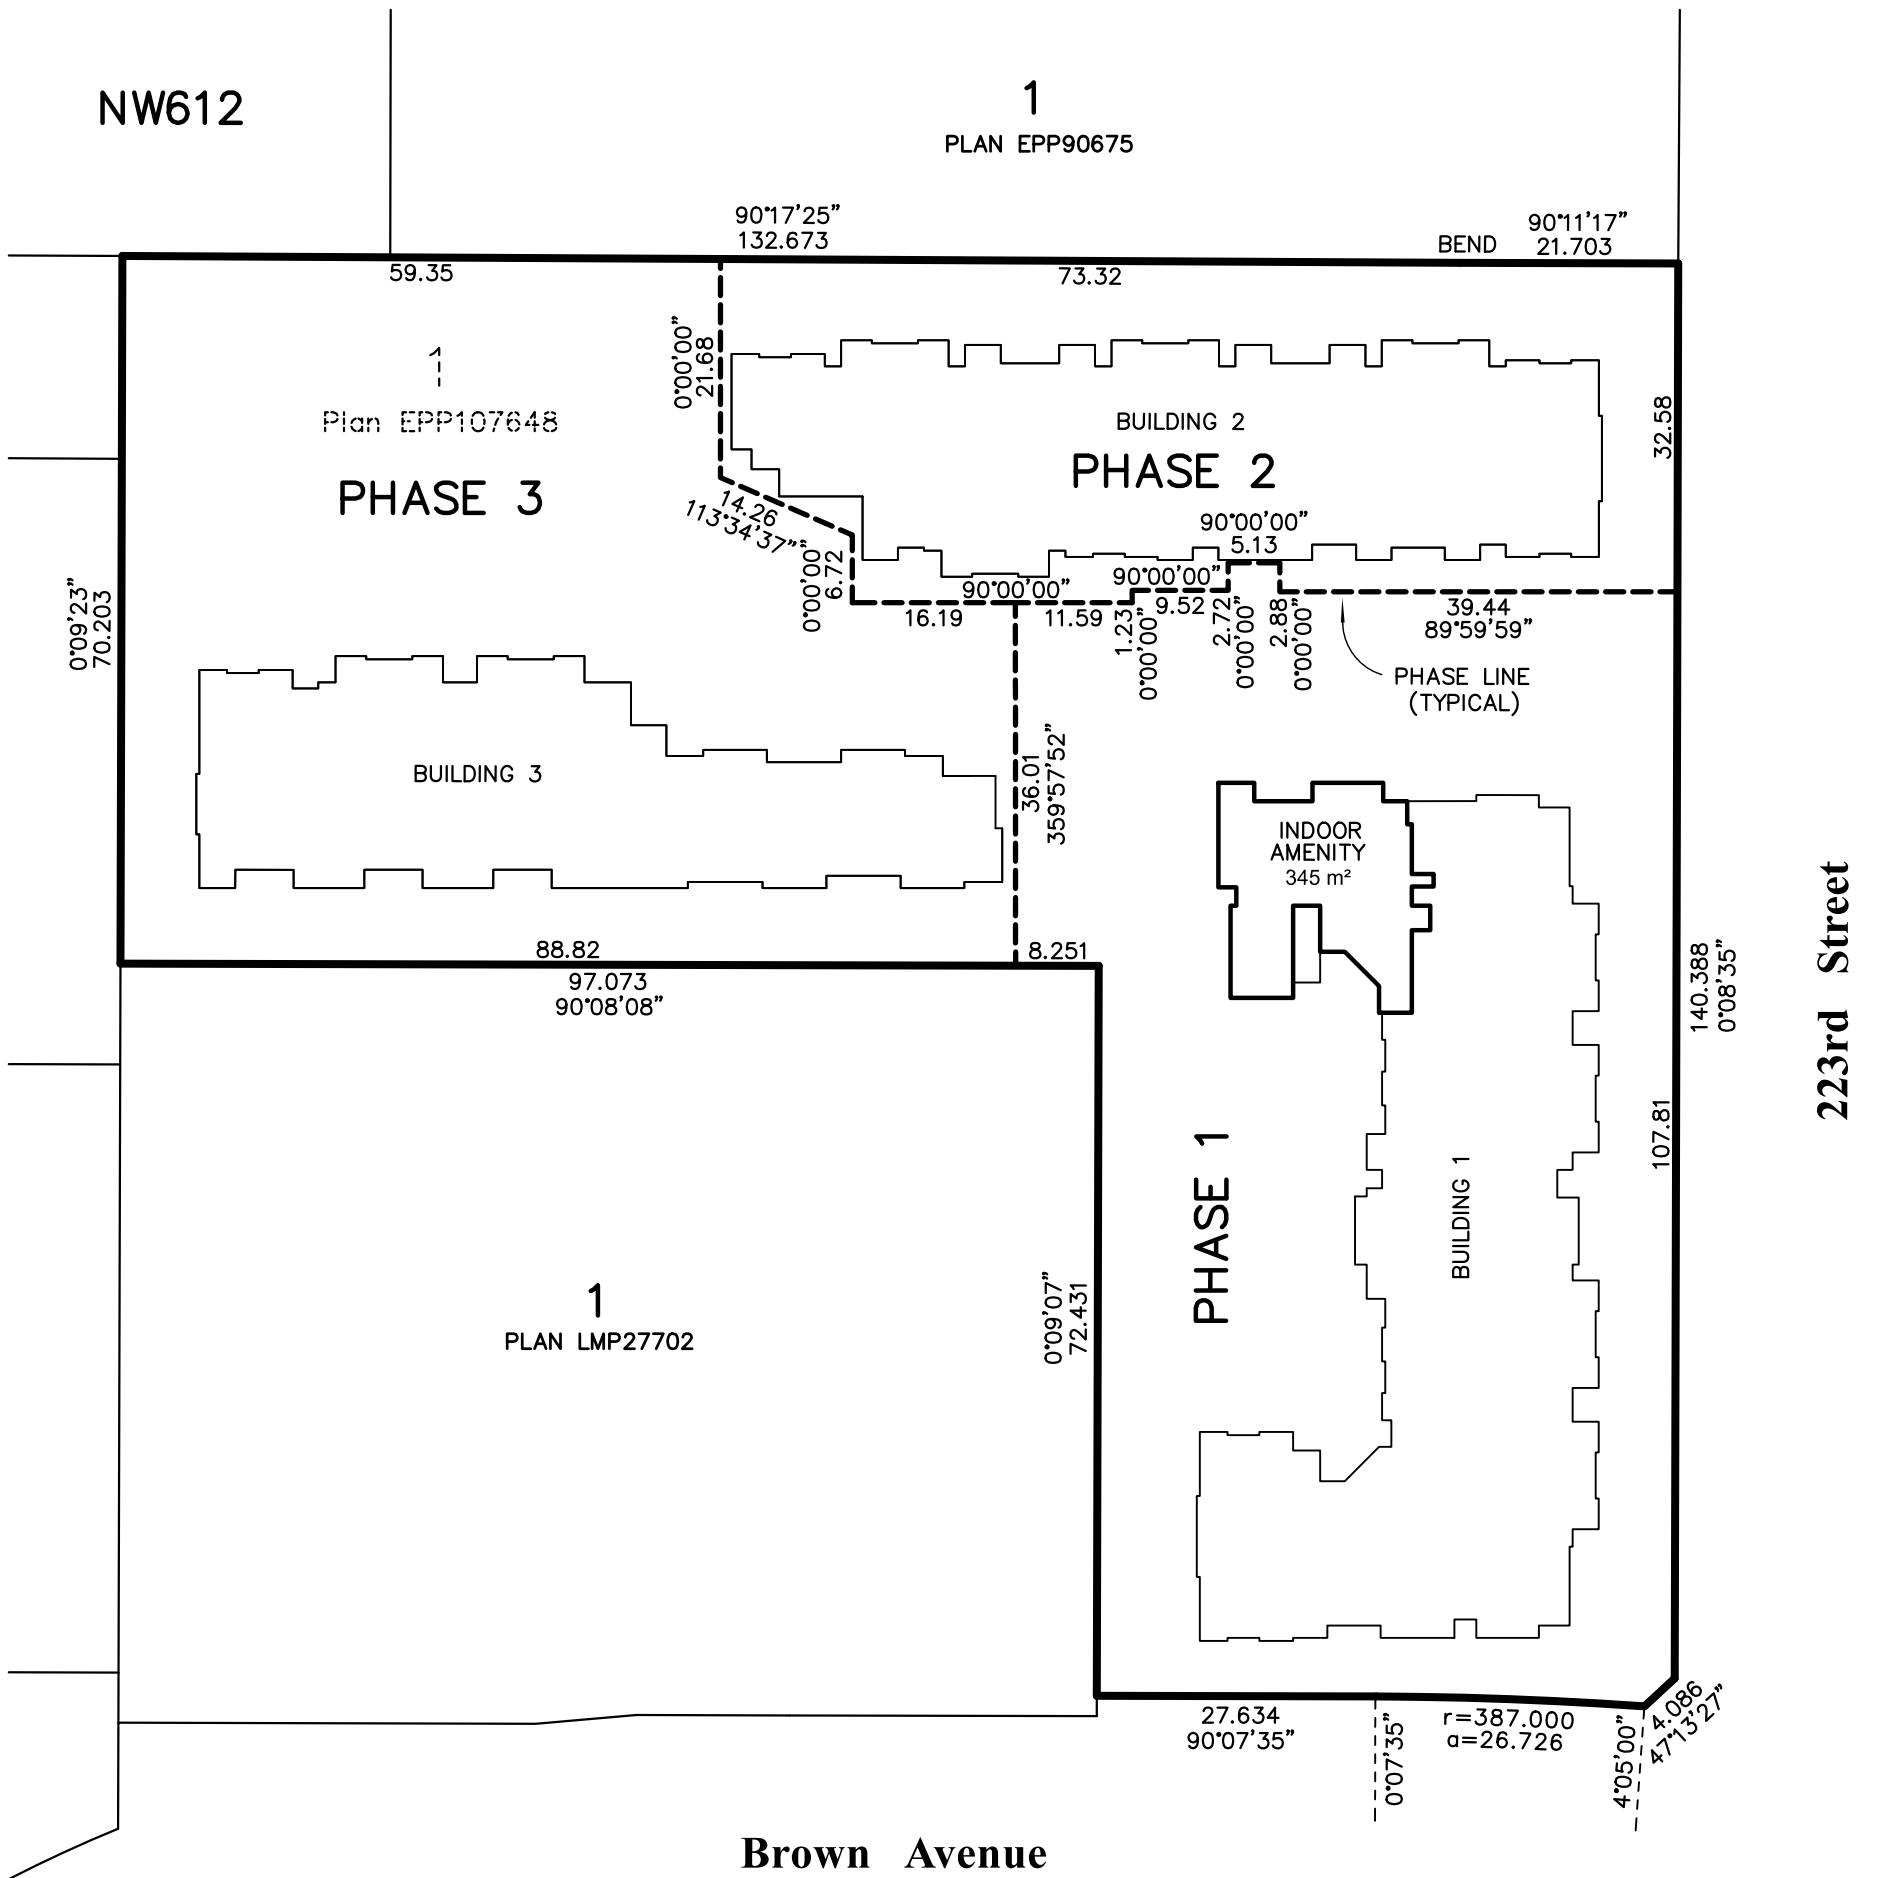 NW612
1
PLAN EPP90675
90°17'25"
132.673
90°11'17"
BEND
21.703
59.35
73.32
1
Plan EPP107648
PHASE 3
0°00'00"
21.68
BUILDING 2
PHASE 2
32.58
14.26
113°34'37"
90°00'00"
5.13
0°00'00"
6.72
90°00'00"
90°00'00"
16.19
11.59
1.23
0°00'00"
9.52
2.72
0°00'00"
2.88
0°00'00"
39.44
89°59'59"
PHASE LINE
(TYPICAL)
0°09'23"
70.203
BUILDING 3
36.01
359°57'52"
INDOOR
AMENITY
345 m²
88.82
8.251
97.073
90°08'08"
140.388
0°08'35"
223rd Street
107.81
PHASE 1
BUILDING 1
1
PLAN LMP27702
0°09'07"
72.431
27.634
90°07'35"
0°07'35"
r=387.000
a=26.726
4°05'00"
4.086
47°13'27"
Brown Avenue